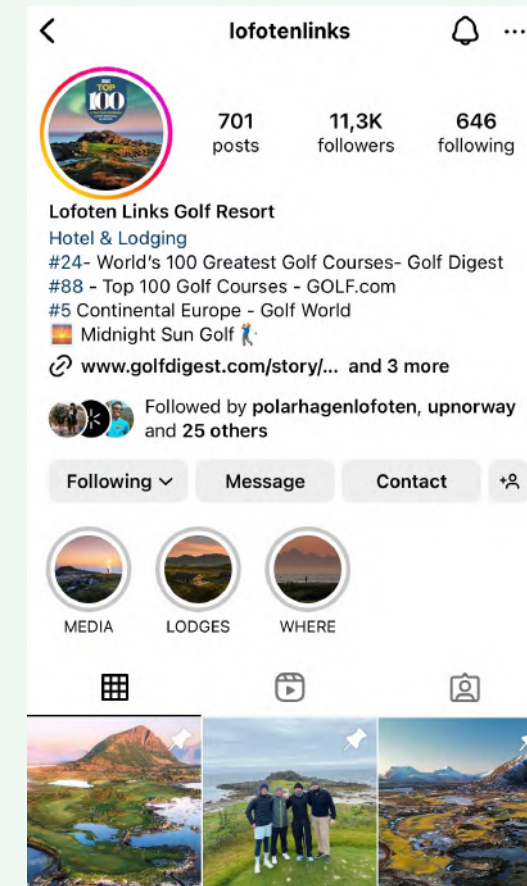 lofotenlinks
TOP
100
701
posts
11,3K
followers
646
following
Lofoten Links Golf Resort
Hotel & Lodging
#24- World's 100 Greatest Golf Courses- Golf Digest
#88 - Top 100 Golf Courses - GOLF.com
#5 Continental Europe - Golf World
🌅 Midnight Sun Golf 🏌️
www.golfdigest.com/story/... and 3 more
Followed by polarhagenlofoten, upnorway
and 25 others
Following
Message
Contact
MEDIA
LODGES
WHERE